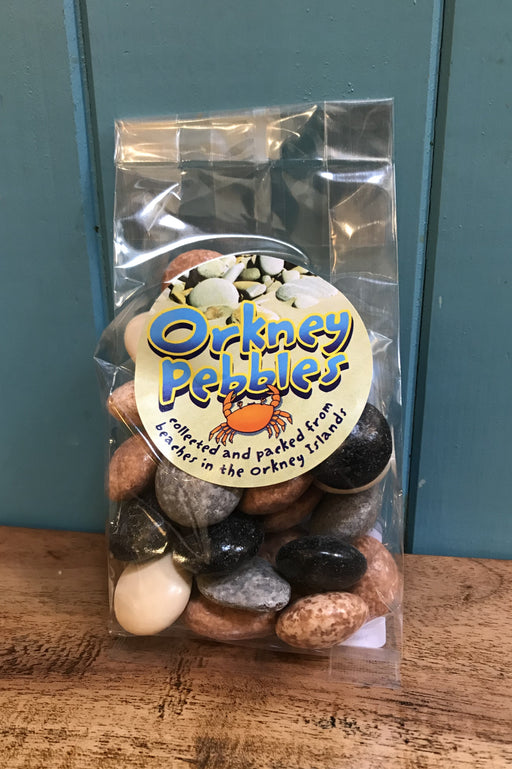 Orkney
Pebbles
collected and packed from
beaches in the Orkney Islands